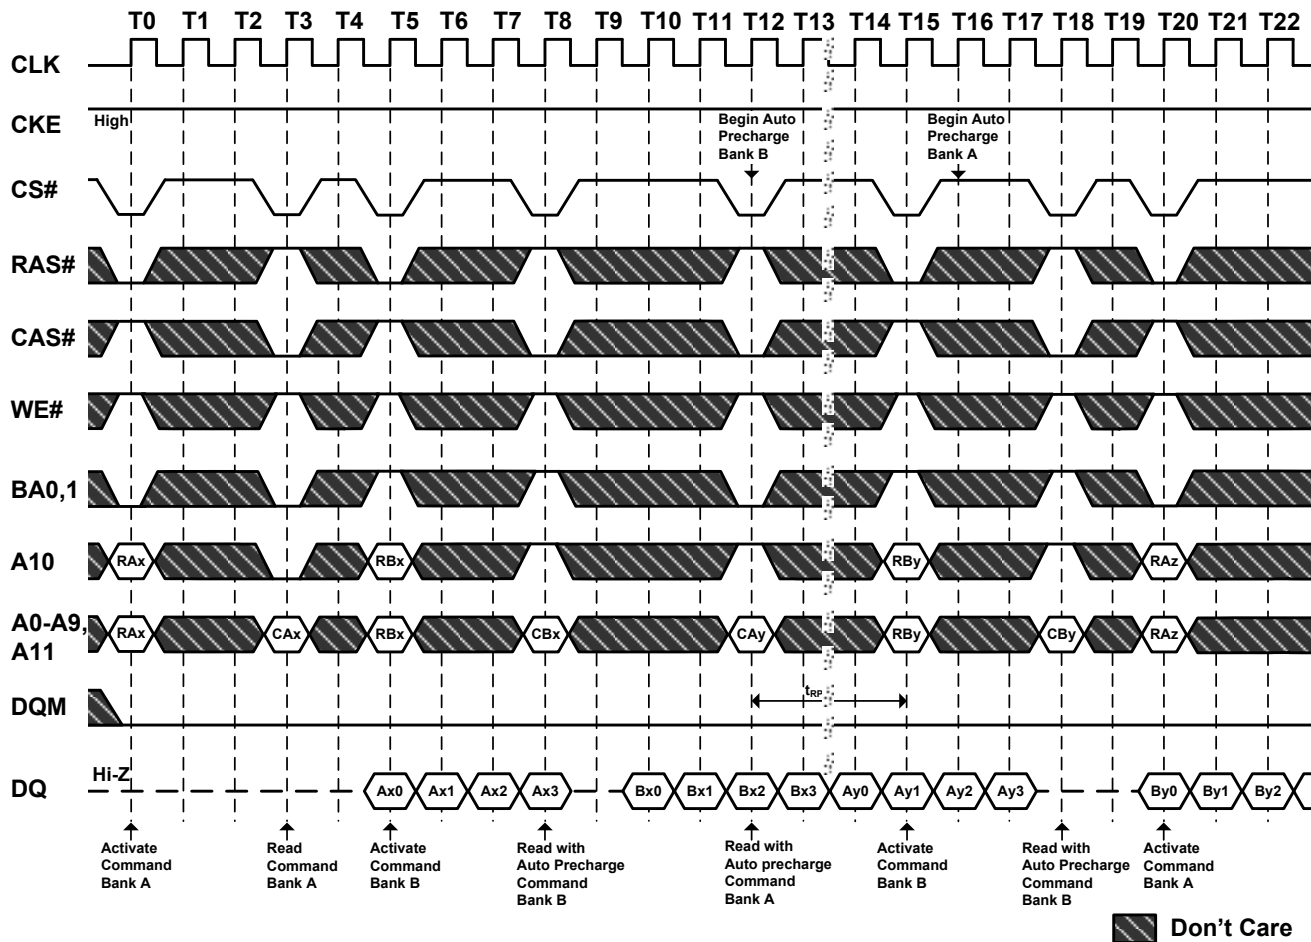 T0 T1 T2 T3 T4 T5 T6 T7 T8 T9 T10 T11 T12 T13 T14 T15 T16 T17 T18 T19 T20 T21 T22
CLK
CKE
High
Begin Auto
Precharge
Bank B
Begin Auto
Precharge
Bank A
CS#
RAS#
CAS#
WE#
BA0,1
A10
RAx RBx RBy RAz
A0-A9,
A11
RAx CAx RBx CBx CAy RBy CBy RAz
DQM
tRP
DQ
Hi-Z
Ax0 Ax1 Ax2 Ax3 Bx0 Bx1 Bx2 Bx3 Ay0 Ay1 Ay2 Ay3 By0 By1 By2
Activate
Command
Bank A
Read
Command
Bank A
Activate
Command
Bank B
Read with
Auto Precharge
Command
Bank B
Read with
Auto precharge
Command
Bank A
Activate
Command
Bank B
Read with
Auto Precharge
Command
Bank B
Activate
Command
Bank A
Don't Care